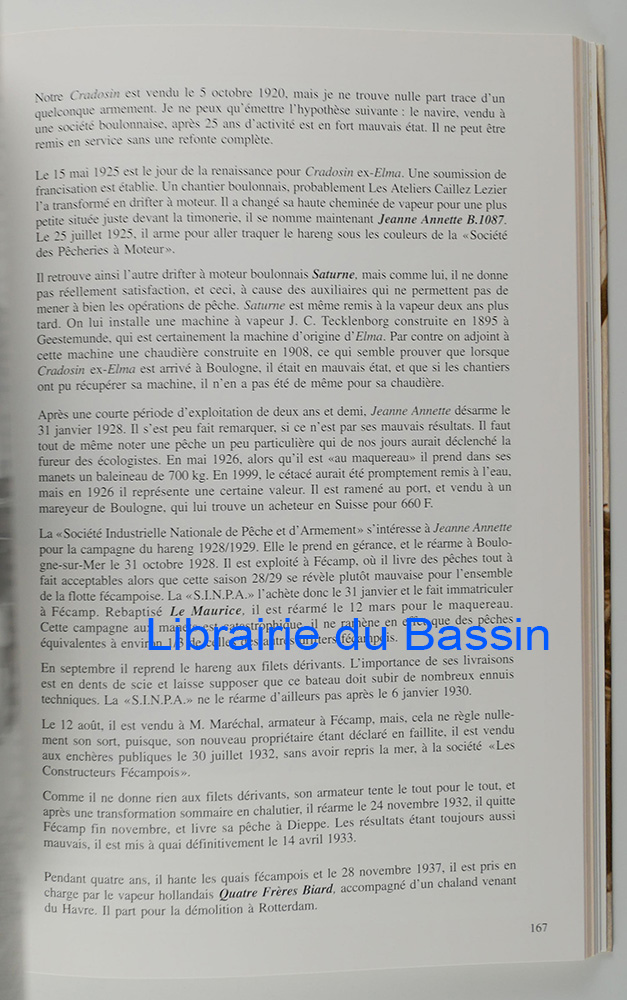 Notre Cradosin est vendu le 5 octobre 1920, mais je ne trouve nulle part trace d'un
quelconque armement. Je ne peux qu'émettre l'hypothèse suivante : le navire, vendu à
une société boulonnaise, après 25 ans d'activité est en fort mauvais état. Il ne peut être
remis en service sans une refonte complète.
Le 15 mai 1925 est le jour de la renaissance pour Cradosin ex-Elma. Une soumission de
francisation est établie. Un chantier boulonnais, probablement Les Ateliers Caillez Lezier
l'a transformé en drifter à moteur. Il a changé sa haute cheminée de vapeur pour une plus
petite située juste devant la timonerie, il se nomme maintenant Jeanne Annette B.1087.
Le 25 juillet 1925, il arme pour aller traquer le hareng sous les couleurs de la «Société
des Pêcheries à Moteur».
Il retrouve ainsi l'autre drifter à moteur boulonnais Saturne, mais comme lui, il ne donne
pas réellement satisfaction, et ceci, à cause des auxiliaires qui ne permettent pas de
mener à bien les opérations de pêche. Saturne est même remis à la vapeur deux ans plus
tard. On lui installe une machine à vapeur J. C. Tecklenborg construite en 1895 à
Geestemunde, qui est certainement la machine d'origine d'Elma. Par contre on adjoint à
cette machine une chaudière construite en 1908, ce qui semble prouver que lorsque
Cradosin ex-Elma est arrivé à Boulogne, il était en mauvais état, et que si les chantiers
ont pu récupérer sa machine, il n'en a pas été de même pour sa chaudière.
Après une courte période d'exploitation de deux ans et demi, Jeanne Annette désarme le
31 janvier 1928. Il s'est peu fait remarquer, si ce n'est par ses mauvais résultats. Il faut
tout de même noter une pêche un peu particulière qui de nos jours aurait déclenché la
fureur des écologistes. En mai 1926, alors qu'il est «au maquereau» il prend dans ses
manets un baleineau de 700 kg. En 1999, le cétacé aurait été promptement remis à l'eau,
mais en 1926 il représente une certaine valeur. Il est ramené au port, et vendu à un
mareyeur de Boulogne, qui lui trouve un acheteur en Suisse pour 660 F.
La «Société Industrielle Nationale de Pêche et d'Armement» s'intéresse à Jeanne Annette
pour la campagne du hareng 1928/1929. Elle le prend en gérance, et le réarme à Boulo-
gne-sur-Mer le 31 octobre 1928. Il est exploité à Fécamp, où il livre des pêches tout à
fait acceptables alors que cette saison 28/29 se révèle plutôt mauvaise pour l'ensemble
de la flotte fécampoise. La «S.I.N.P.A.» l'achète donc le 31 janvier et le fait immatriculer
à Fécamp. Rebaptisé Le Maurice, il est réarmé le 12 mars pour le maquereau.
Cette campagne aux manets est catastrophique, il ne ramène en effet que des pêches
équivalentes à environ 1/3 de celles des autres drifters fécampois.
Librairie du Bassin
En septembre il reprend le hareng aux filets dérivants. L'importance de ses livraisons
est en dents de scie et laisse supposer que ce bateau doit subir de nombreux ennuis
techniques. La «S.I.N.PA.» ne le réarme d'ailleurs pas après le 6 janvier 1930.
Le 12 août, il est vendu à M. Maréchal, armateur à Fécamp, mais, cela ne règle nulle-
ment son sort, puisque, son nouveau propriétaire étant déclaré en faillite, il est vendu
aux enchères publiques le 30 juillet 1932, sans avoir repris la mer, à la société «Les
Constructeurs Fécampois».
Comme il ne donne rien aux filets dérivants, son armateur tente le tout pour le tout, et
après une transformation sommaire en chalutier, il réarme le 24 novembre 1932, il quitte
Fécamp fin novembre, et livre sa pêche à Dieppe. Les résultats étant toujours aussi
mauvais, il est mis à quai définitivement le 14 avril 1933.
Pendant quatre ans, il hante les quais fécampois et le 28 novembre 1937, il est pris en
charge par le vapeur hollandais Quatre Frères Biard, accompagné d'un chaland venant
du Havre. Il part pour la démolition à Rotterdam.
167